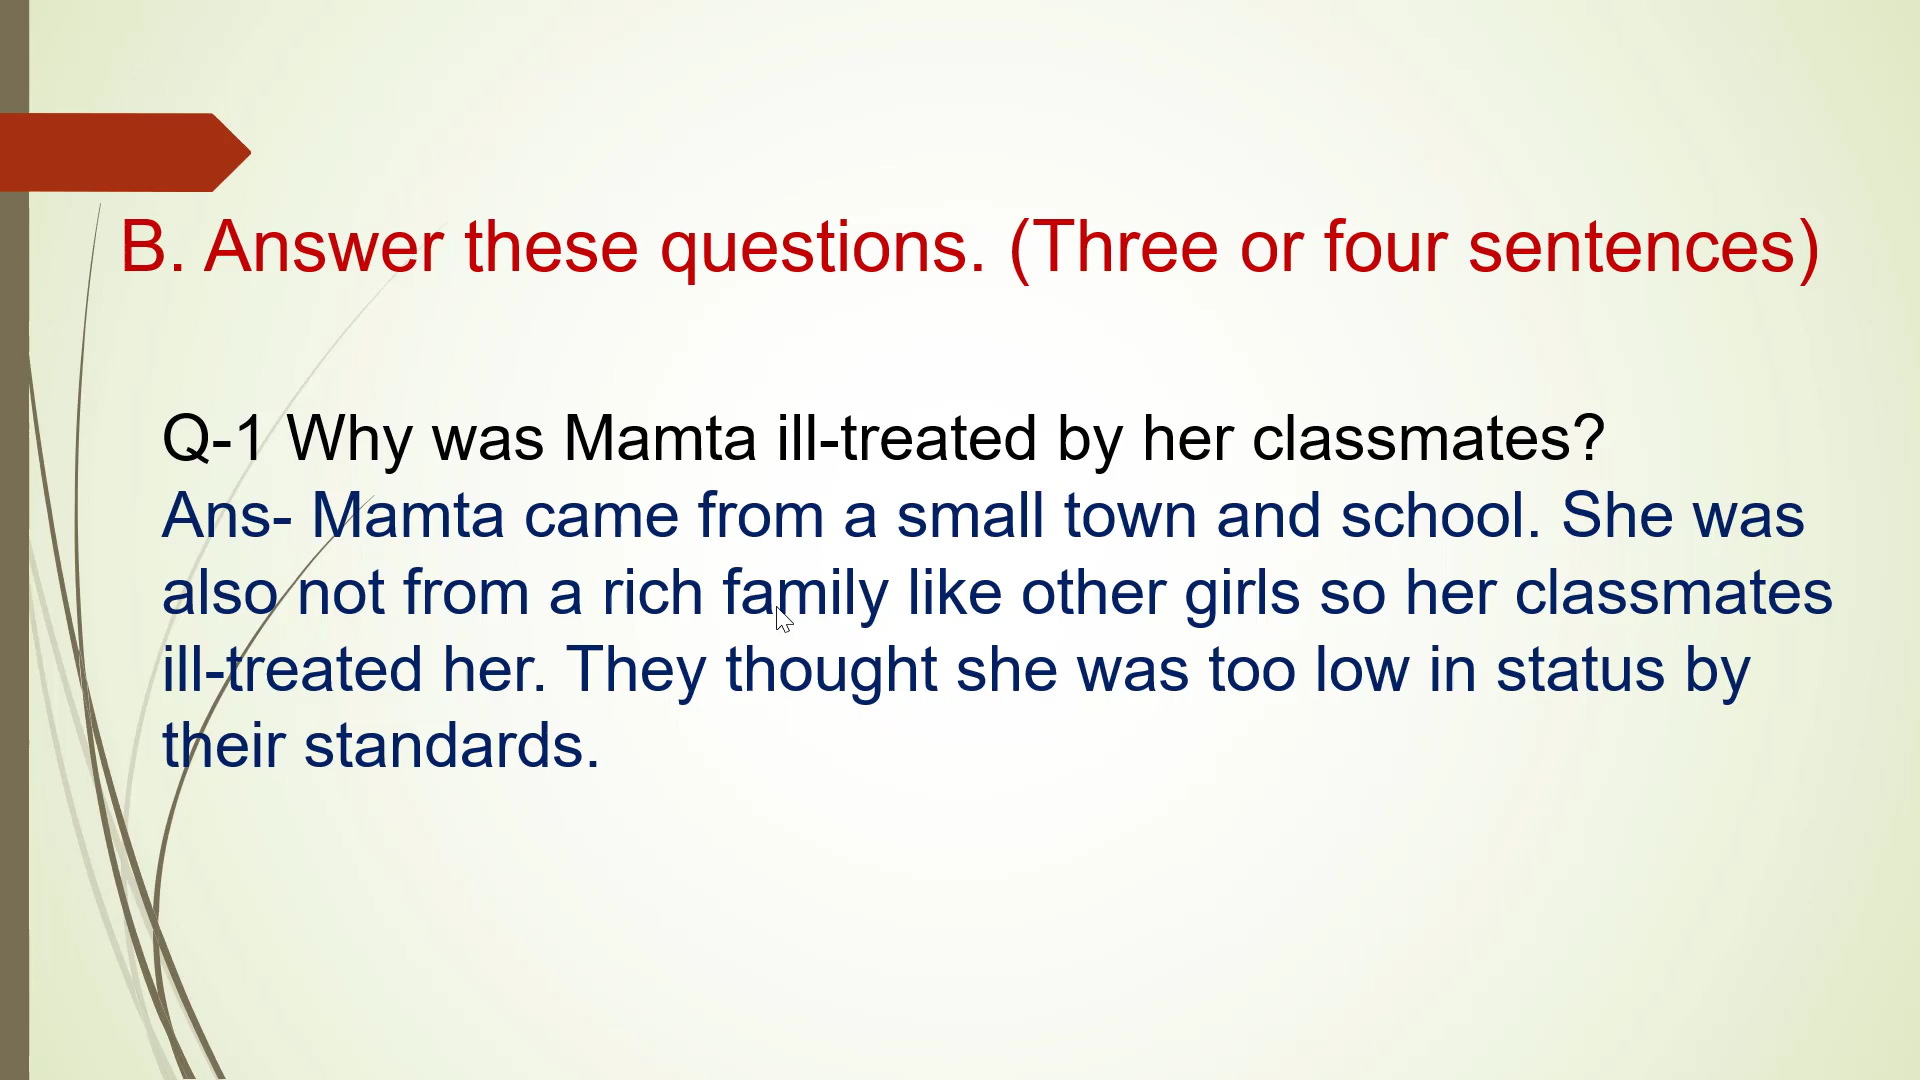 B. Answer these questions. (Three or four sentences)
Q-1 Why was Mamta ill-treated by her classmates?
Ans- Mamta came from a small town and school. She was
also not from a rich family like other girls so her classmates
ill-treated her. They thought she was too low in status by
their standards.